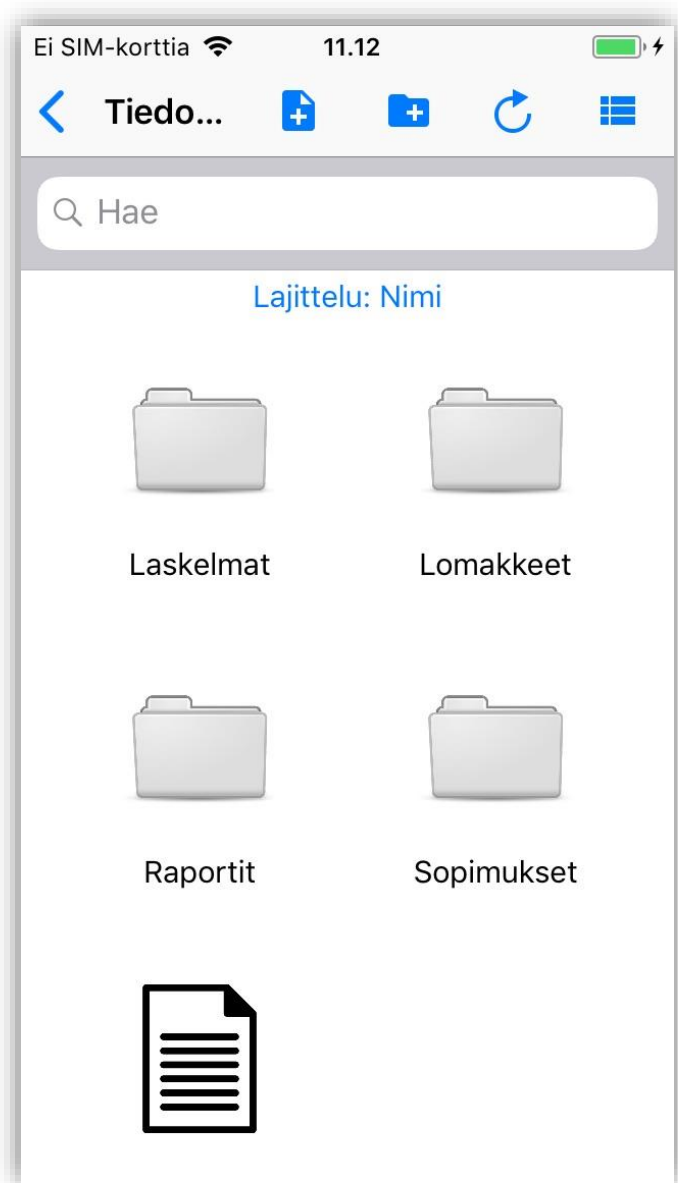 Ei SIM-korttia 11.12
Tiedo...
Hae
Lajittelu: Nimi
Laskelmat Lomakkeet
Raportit Sopimukset